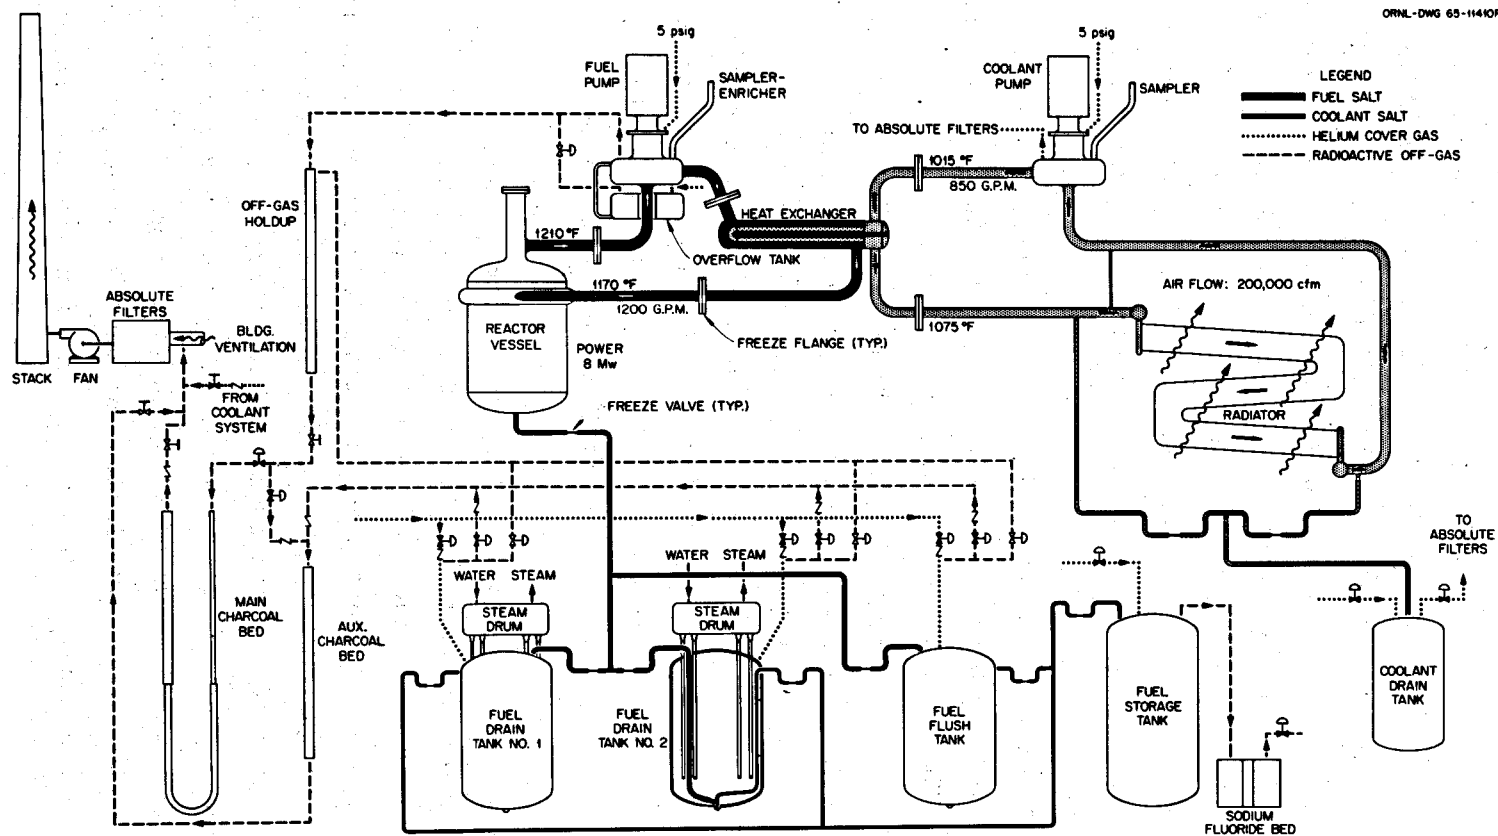 ORNL-DWG 65-11410R
5 psig
FUEL
PUMP
SAMPLER-
ENRICHER
5 psig
COOLANT
PUMP
SAMPLER
TO ABSOLUTE FILTERS
LEGEND
FUEL SALT
COOLANT SALT
HELIUM COVER GAS
RADIOACTIVE OFF-GAS
1015 °F
850 G.P.M.
OFF-GAS
HOLDUP
HEAT EXCHANGER
1210 °F
OVERFLOW TANK
1170 °F
1200 G.P.M.
AIR FLOW: 200,000 cfm
ABSOLUTE
FILTERS
BLDG.
VENTILATION
REACTOR
VESSEL
1075 °F
FREEZE FLANGE (TYP.)
POWER
8 Mw
STACK
FAN
FROM
COOLANT
SYSTEM
FREEZE VALVE (TYP.)
RADIATOR
TO
ABSOLUTE
FILTERS
WATER
STEAM
WATER
STEAM
STEAM
DRUM
STEAM
DRUM
MAIN
CHARCOAL
BED
AUX.
CHARCOAL
BED
FUEL
DRAIN
TANK NO. 1
FUEL
DRAIN
TANK NO. 2
FUEL
FLUSH
TANK
FUEL
STORAGE
TANK
COOLANT
DRAIN
TANK
SODIUM
FLUORIDE BED